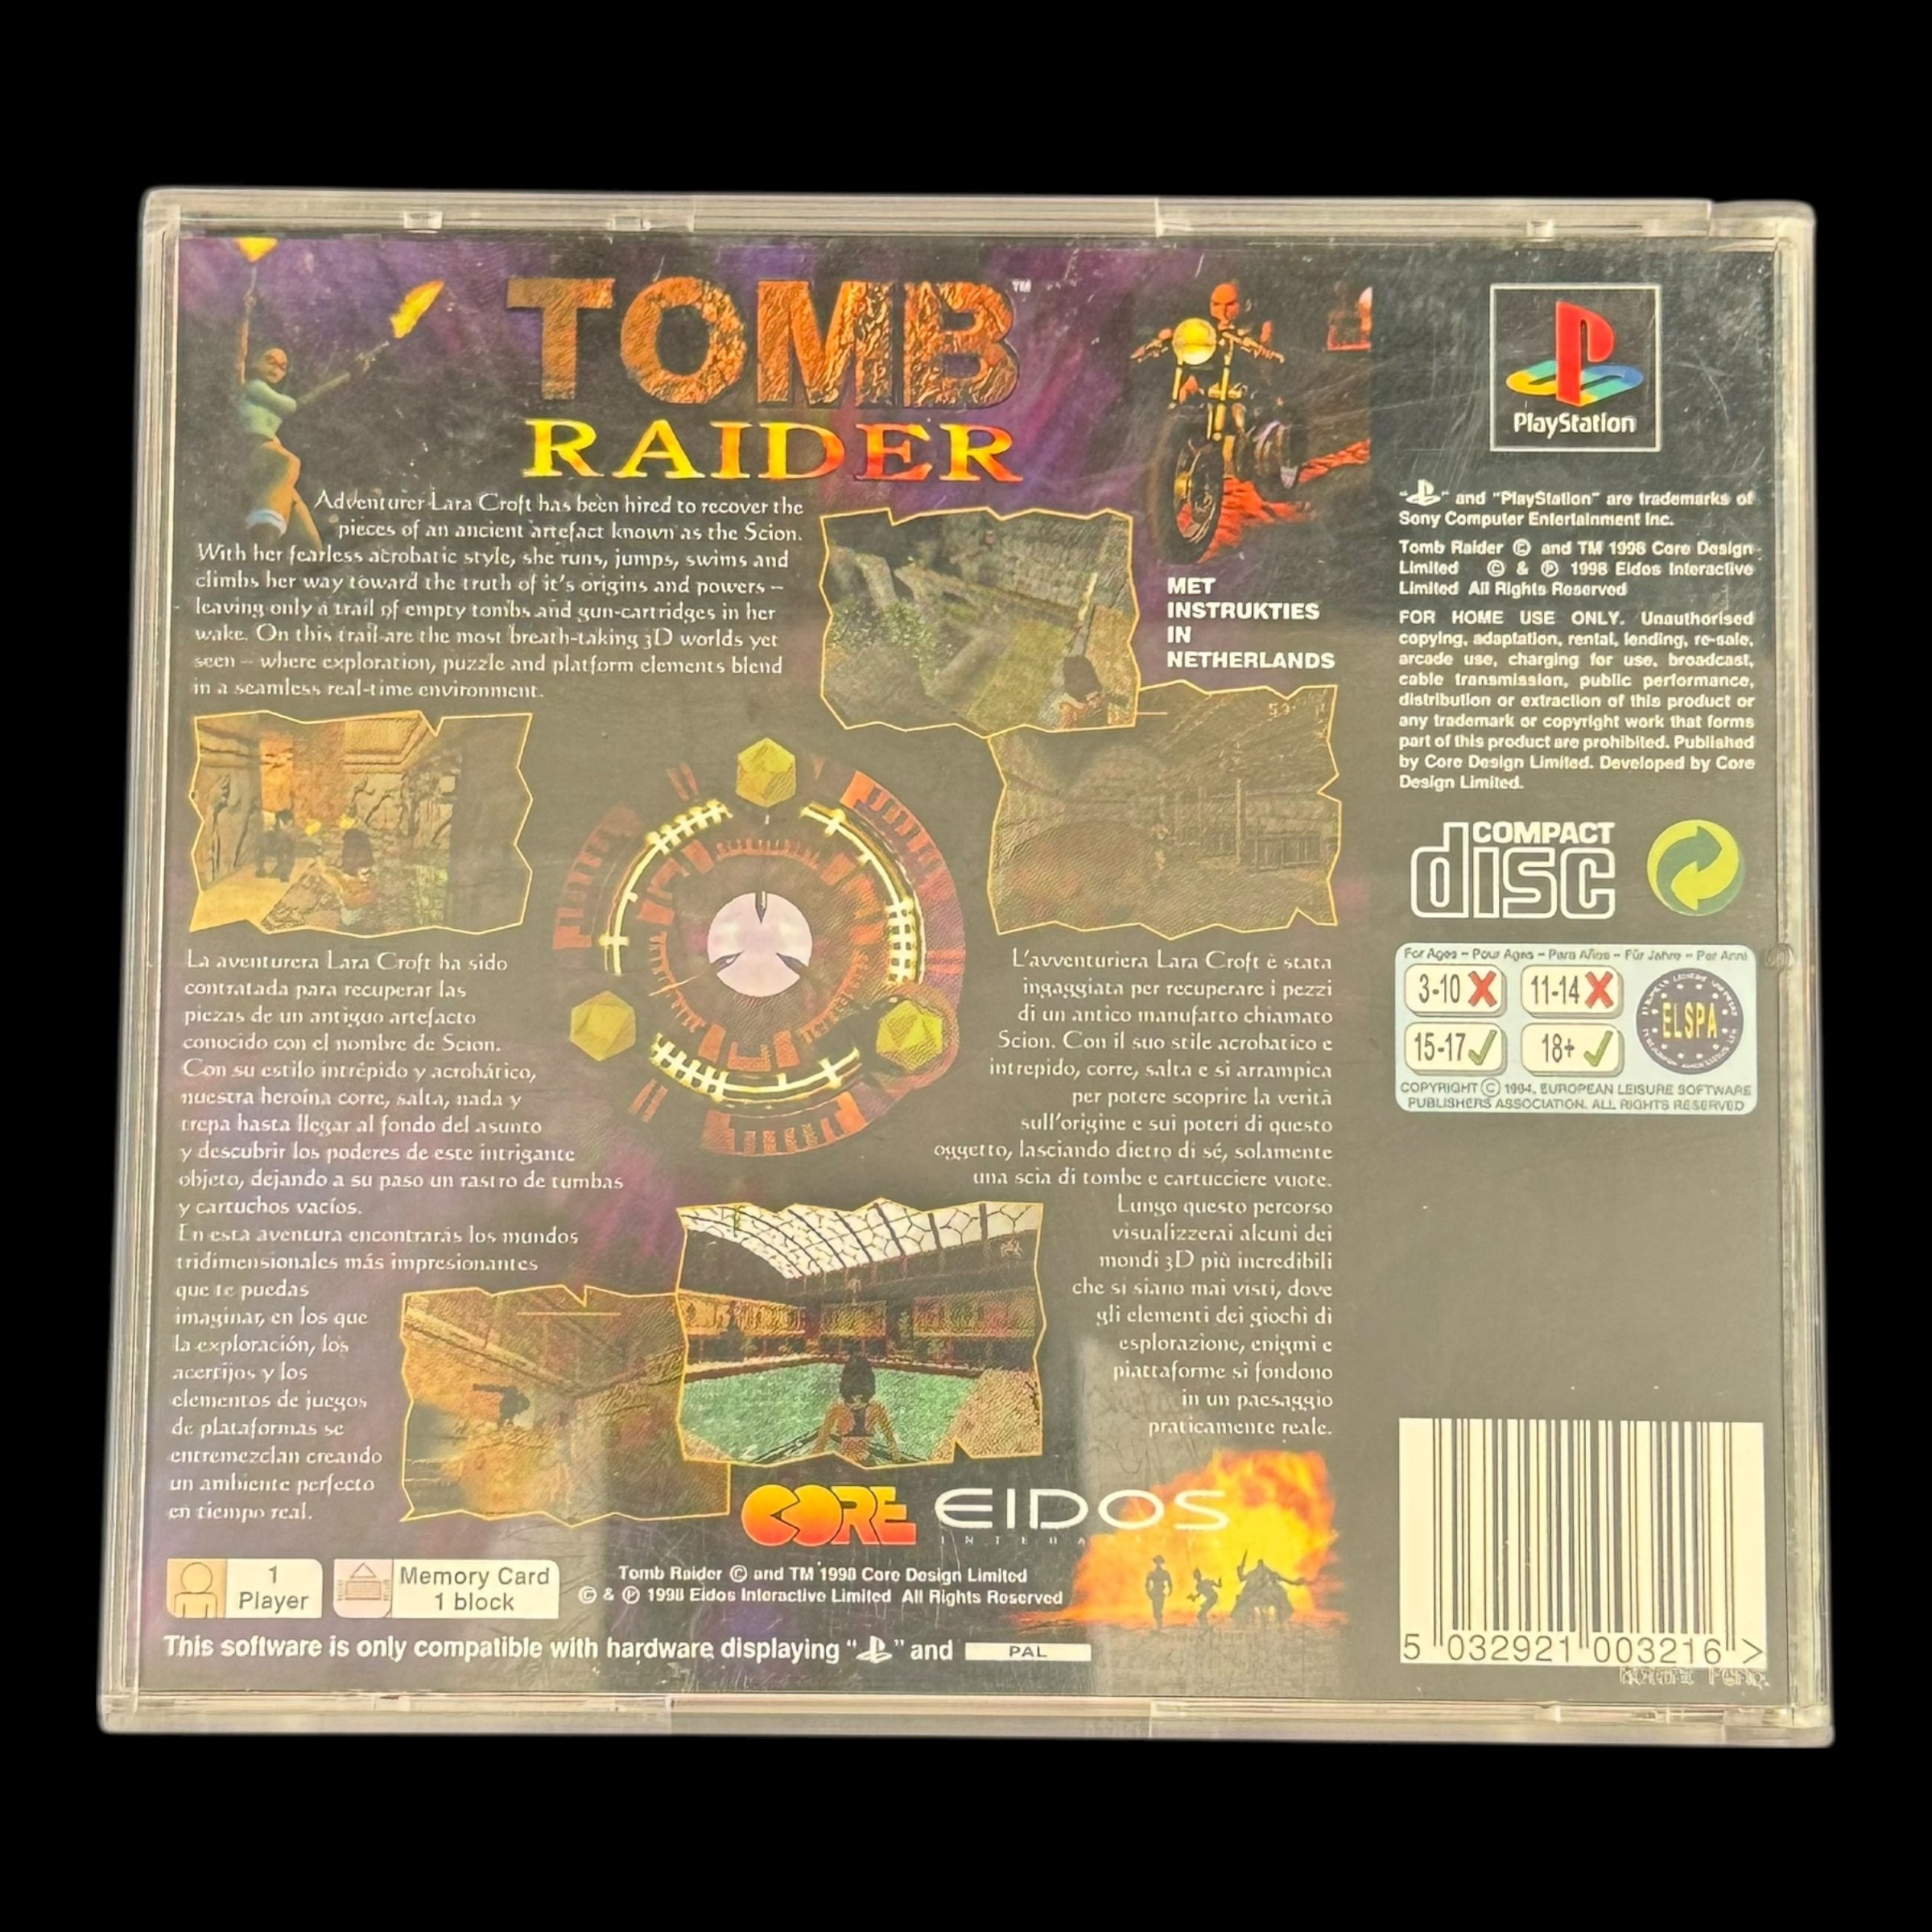 TOMB™
RAIDER
Adventurer Lara Croft has been hired to recover the
pieces of an ancient artefact known as the Scion.
With her fearless acrobatic style, she runs, jumps, swims and
climbs her way toward the truth of it's origins and powers –
leaving only a trail of empty tombs and gun-cartridges in her
wake. On this trail are the most breath-taking 3D worlds yet
seen – where exploration, puzzle and platform elements blend
in a seamless real-time environment.
MET
INSTRUKTIES
IN
NETHERLANDS
La aventurera Lara Croft ha sido
contratada para recuperar las
piezas de un antiguo artefacto
conocido con el nombre de Scion.
Con su estilo intrépido y acrobático,
nuestra heroína corre, salta, nada y
trepa hasta llegar al fondo del asunto
y descubrir los poderes de este intrigante
objeto, dejando a su paso un rastro de tumbas
y cartuchos vacíos.
En esta aventura encontrarás los mundos
tridimensionales más impresionantes
que te puedas
imaginar, en los que
la exploración, los
acertijos y los
elementos de juegos
de plataformas se
entremezclan creando
un ambiente perfecto
en tiempo real.
L'avventuriera Lara Croft è stata
ingaggiata per recuperare i pezzi
di un antico manufatto chiamato
Scion. Con il suo stile acrobatico e
intrepido, corre, salta e si arrampica
per potere scoprire la verità
sull'origine e sui poteri di questo
oggetto, lasciando dietro di sé, solamente
una scia di tombe e cartucciere vuote.
Lungo questo percorso
visualizzerai alcuni dei
mondi 3D più incredibili
che si siano mai visti, dove
gli elementi dei giochi di
esplorazione, enigmi e
piattaforme si fondono
in un paesaggio
praticamente reale.
CORE EIDOS
INTERA
1
Player
Memory Card
1 block
Tomb Raider © and TM 1998 Core Design Limited
© & ℗ 1998 Eidos Interactive Limited All Rights Reserved
This software is only compatible with hardware displaying "PS" and PAL
PlayStation
"PS" and "PlayStation" are trademarks of
Sony Computer Entertainment Inc.
Tomb Raider © and TM 1998 Core Design
Limited © & ℗ 1998 Eidos Interactive
Limited All Rights Reserved
FOR HOME USE ONLY. Unauthorised
copying, adaptation, rental, lending, re-sale,
arcade use, charging for use, broadcast,
cable transmission, public performance,
distribution or extraction of this product or
any trademark or copyright work that forms
part of this product are prohibited. Published
by Core Design Limited. Developed by Core
Design Limited.
COMPACT
disc
For Ages – Pour Ages – Para Años – Für Jahre – Per Anni
3-10 11-14
15-17 18+
ELSPA
COPYRIGHT © 1994. EUROPEAN LEISURE SOFTWARE
PUBLISHERS ASSOCIATION. ALL RIGHTS RESERVED
5 032921 003216 >